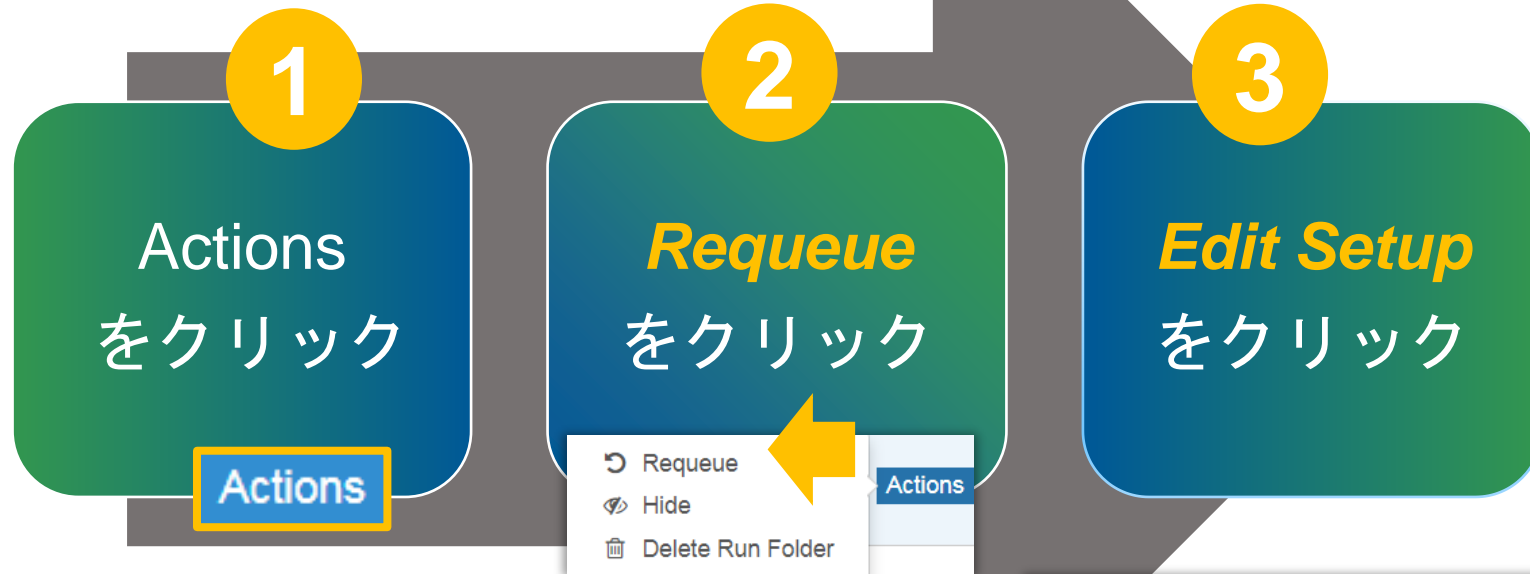 1
Actions
をクリック
Actions
2
Requeue
をクリック
Requeue
Hide
Delete Run Folder
Actions
3
Edit Setup
をクリック